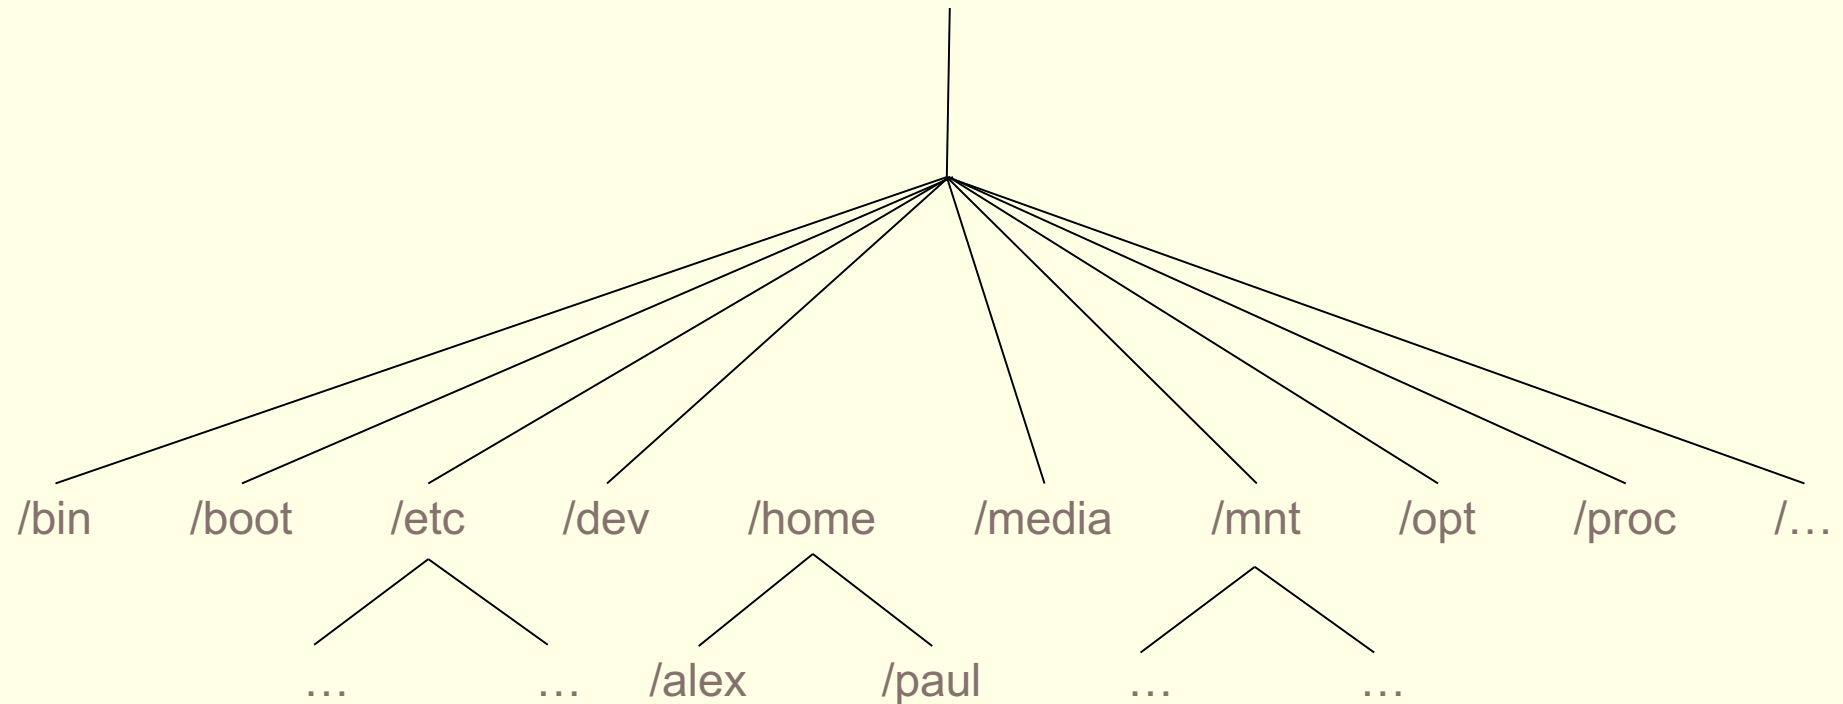 /bin /boot /etc /dev /home /media /mnt /opt /proc /…
… … /alex /paul … …